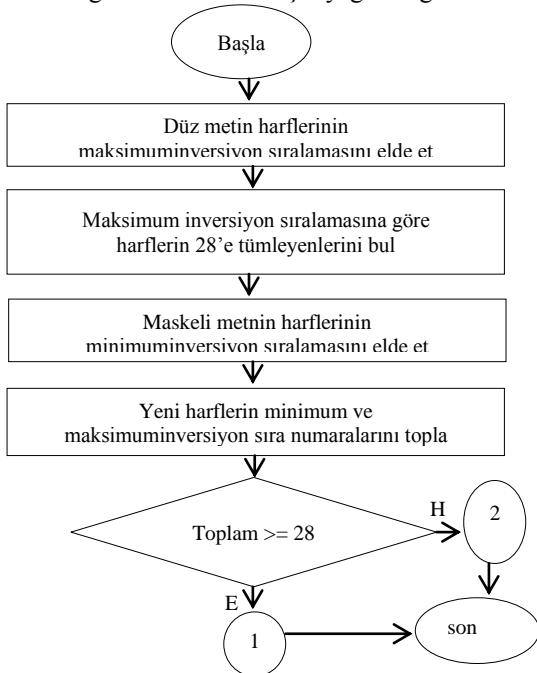 Başla
Düz metin harflerinin
maksimuminversiyon sıralamasını elde et
Maksimum inversiyon sıralamasına göre
harflerin 28'e tümleyenlerini bul
Maskeli metnin harflerinin
minimuminversiyon sıralamasını elde et
Yeni harflerin minimum ve
maksimuminversiyon sıra numaralarını topla
Toplam >= 28
H
2
E
1
son